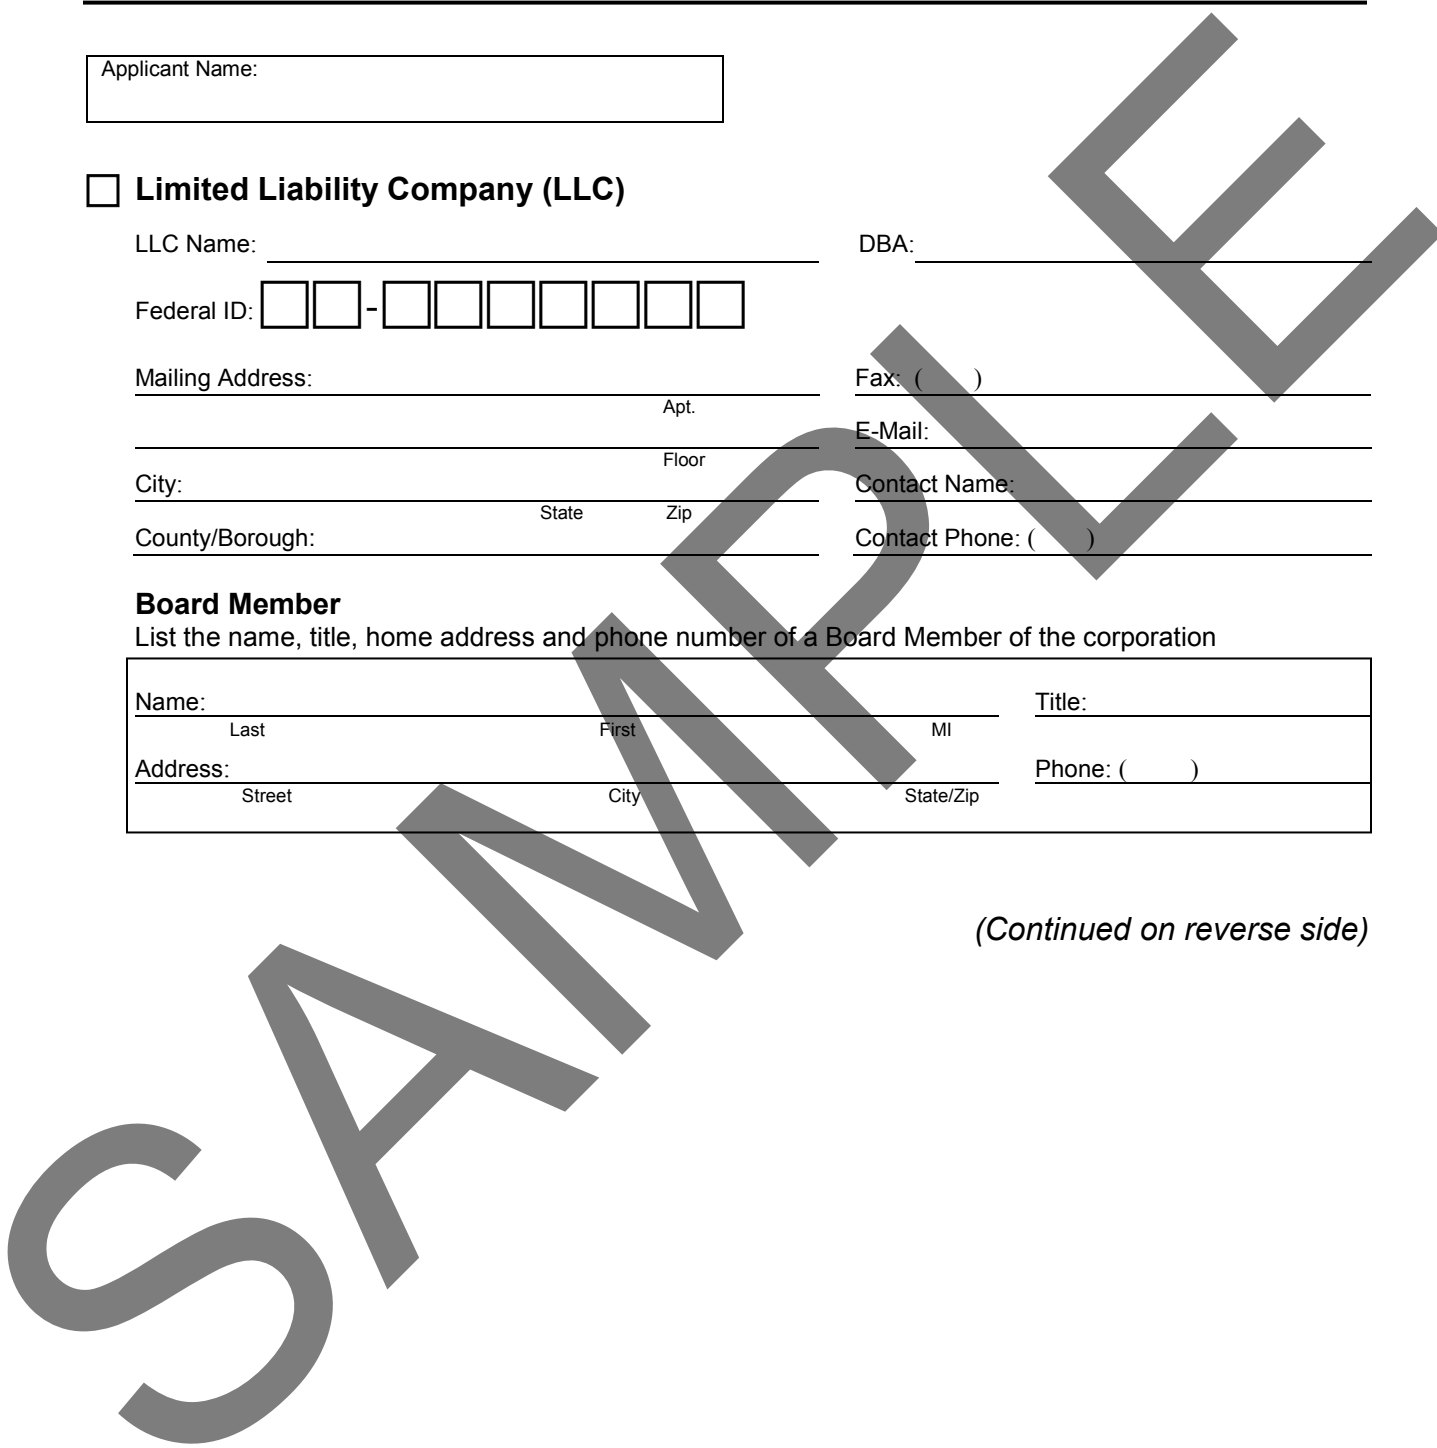 Applicant Name:
Limited Liability Company (LLC)
LLC Name: DBA:
Federal ID: -
Mailing Address: Fax: ( )
Apt.
E-Mail:
Floor
City: Contact Name:
State Zip
County/Borough: Contact Phone: ( )
Board Member
List the name, title, home address and phone number of a Board Member of the corporation
Name: Title:
Last First MI
Address: Phone: ( )
Street City State/Zip
(Continued on reverse side)
SAMPLE